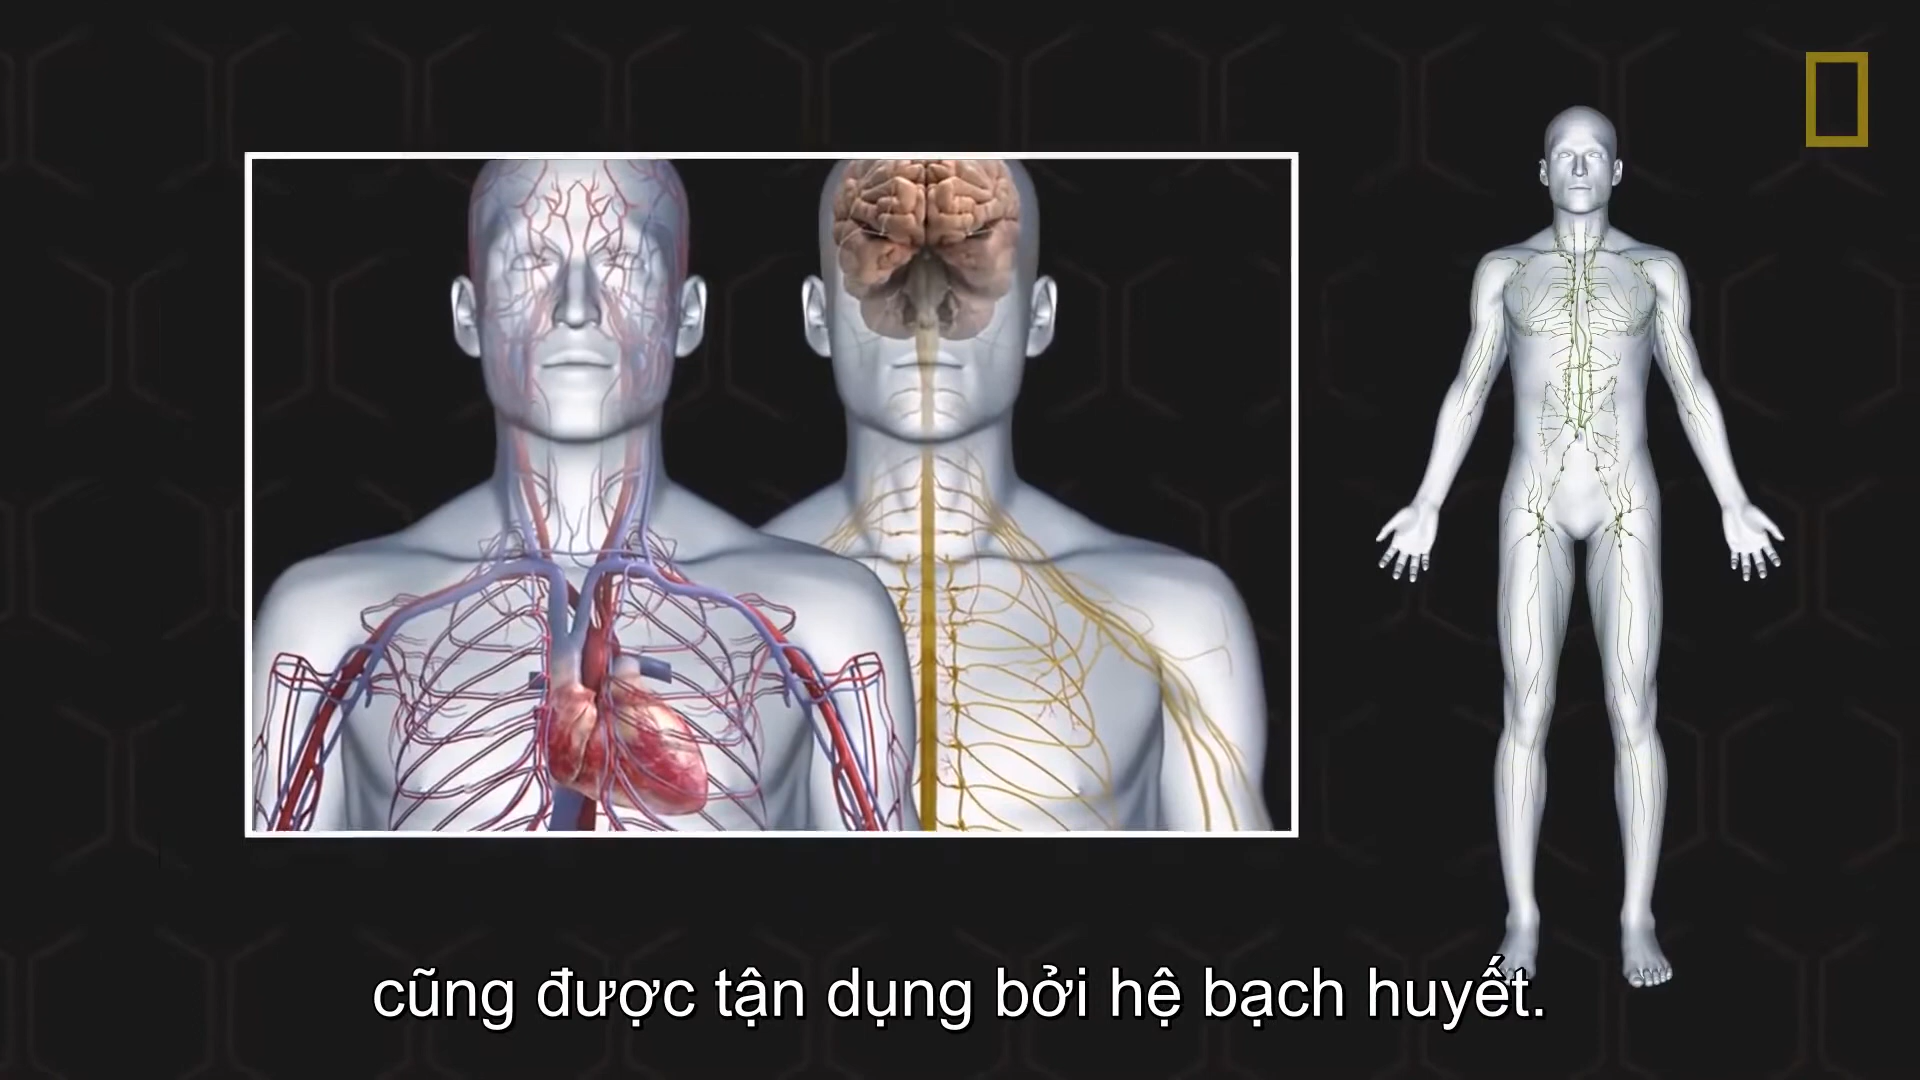 cũng được tận dụng bởi hệ bạch huyết.